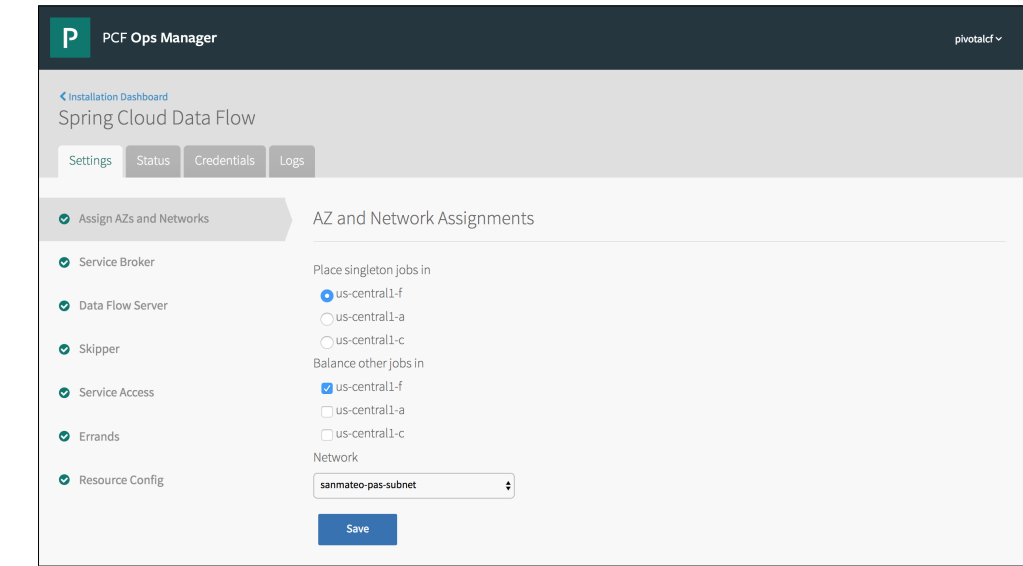 P PCF Ops Manager
pivotalcf
Installation Dashboard
Spring Cloud Data Flow
Settings
Status
Credentials
Logs
Assign AZs and Networks
Service Broker
Data Flow Server
Skipper
Service Access
Errands
Resource Config
AZ and Network Assignments
Place singleton jobs in
us-central1-f
us-central1-a
us-central1-c
Balance other jobs in
us-central1-f
us-central1-a
us-central1-c
Network
sanmateo-pas-subnet
Save